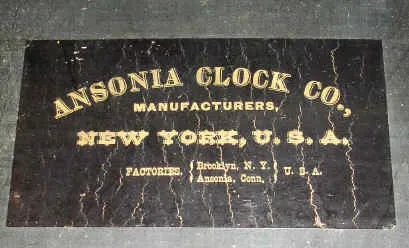 ANSONIA CLOCK CO.,
MANUFACTURERS,
NEW YORK, U. S. A.
FACTORIES. { Brooklyn, N. Y. U. S. A.
Ansonia, Conn.